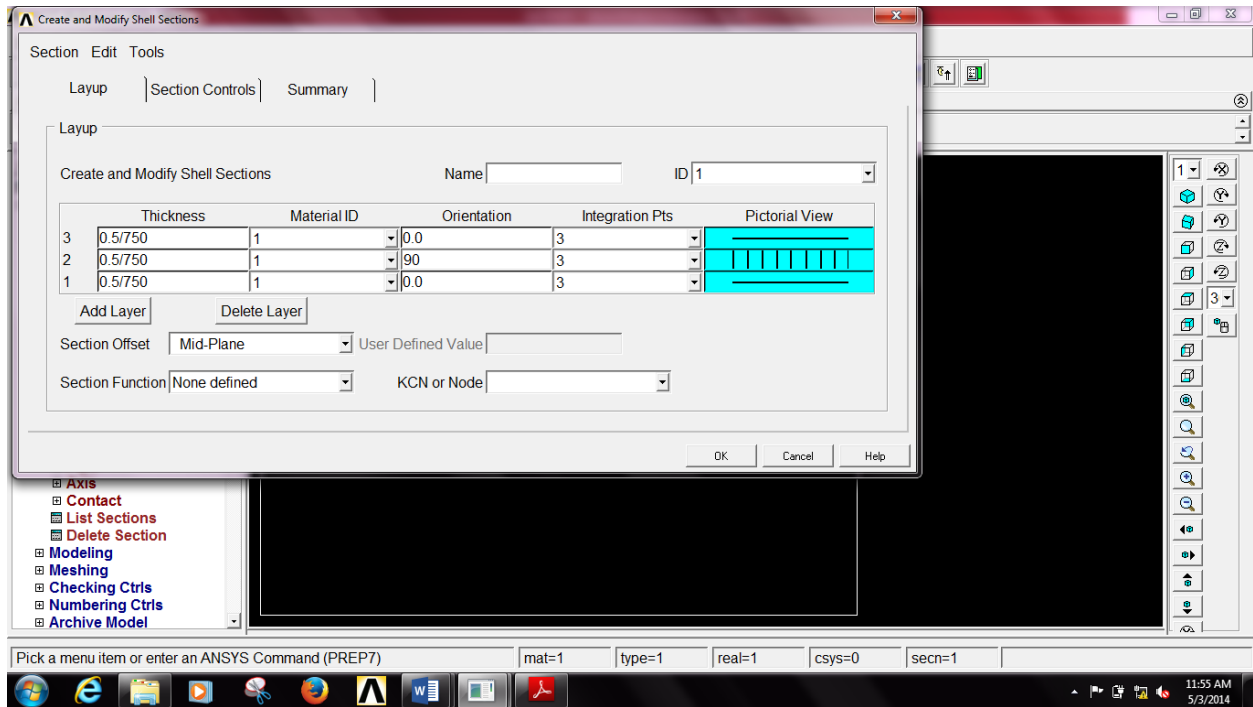 Create and Modify Shell Sections
Section Edit Tools
Layup Section Controls Summary
Layup
Create and Modify Shell Sections Name ID 1
Thickness Material ID Orientation Integration Pts Pictorial View
3 0.5/750 1 0.0 3
2 0.5/750 1 90 3
1 0.5/750 1 0.0 3
Add Layer Delete Layer
Section Offset Mid-Plane User Defined Value
Section Function None defined KCN or Node
OK Cancel Help
1
3
Axis
Contact
List Sections
Delete Section
Modeling
Meshing
Checking Ctrls
Numbering Ctrls
Archive Model
Pick a menu item or enter an ANSYS Command (PREP7) mat=1 type=1 real=1 csys=0 secn=1
11:55 AM
5/3/2014